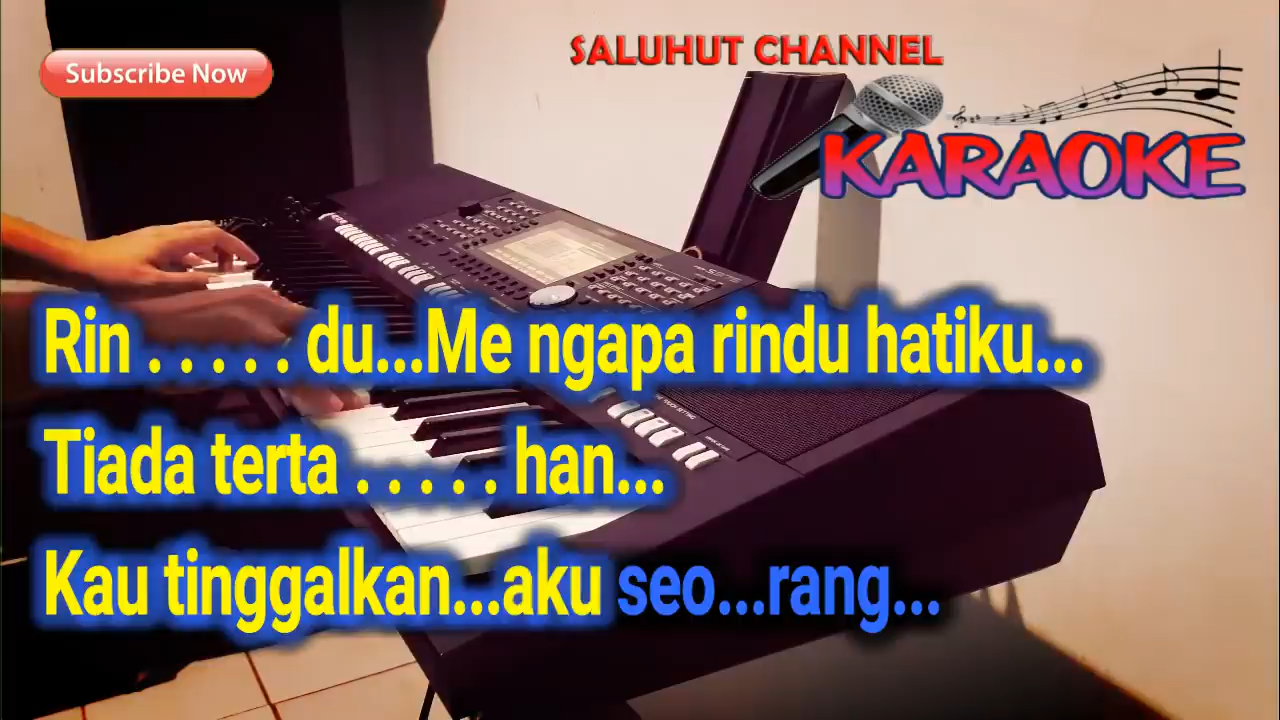 Subscribe Now
SALUHUT CHANNEL
KARAOKE
Rin . . . . . du...Me ngapa rindu hatiku...
Tiada terta . . . . . han...
Kau tinggalkan...aku seo...rang...